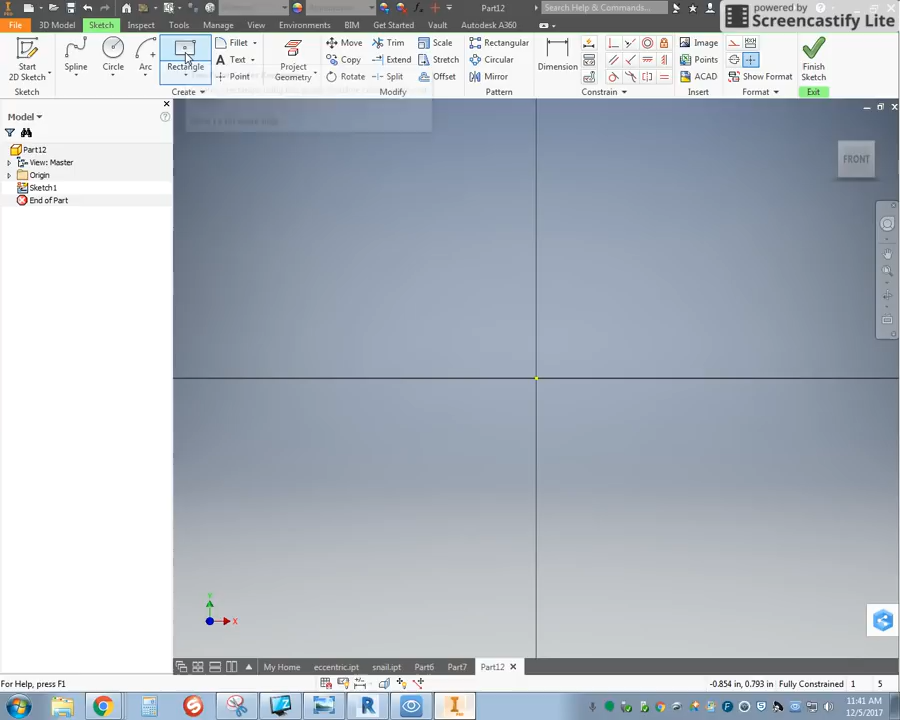 Part12
Search Help & Commands...
powered by
Screencastify Lite
File
Sketch
Inspect
Tools
Manage
View
Environments
BIM
Get Started
Vault
Autodesk A360
3D Model
Start
2D Sketch
Spline
Circle
Arc
Rectangle
Fillet
Text
Point
Project
Geometry
Move
Copy
Rotate
Trim
Extend
Split
Scale
Stretch
Offset
Rectangular
Circular
Mirror
Dimension
Image
Points
ACAD
Show Format
Finish
Sketch
Sketch
Create
Modify
Pattern
Constrain
Insert
Format
Exit
Model
Part12
View: Master
Origin
Sketch1
End of Part
FRONT
Y
X
My Home
eccentric.ipt
snail.ipt
Part6
Part7
Part12
For Help, press F1
-0.854 in, 0.793 in
Fully Constrained
1
5
11:41 AM
12/5/2017